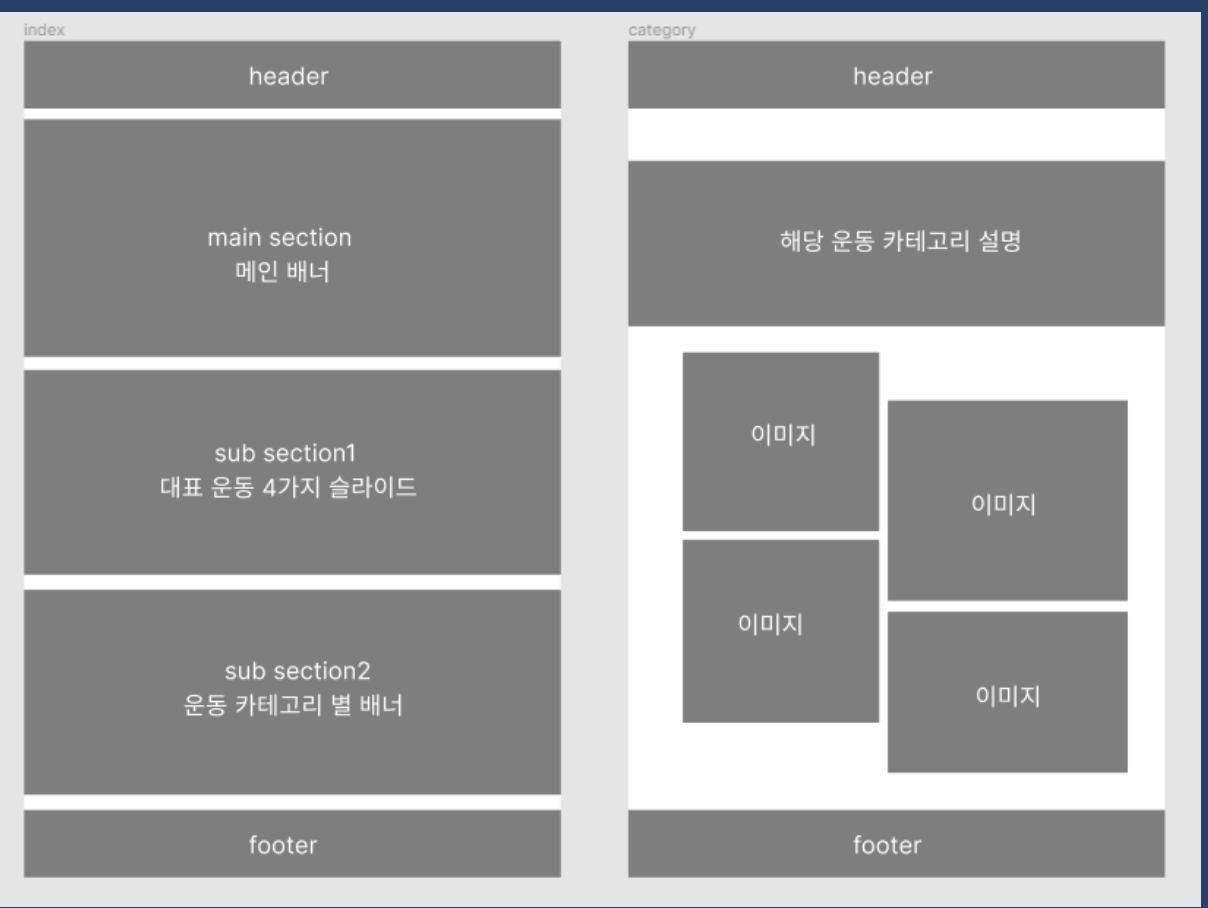 index
header
main section
메인 배너
sub section1
대표 운동 4가지 슬라이드
sub section2
운동 카테고리 별 배너
footer
category
header
해당 운동 카테고리 설명
이미지
이미지
이미지
이미지
footer